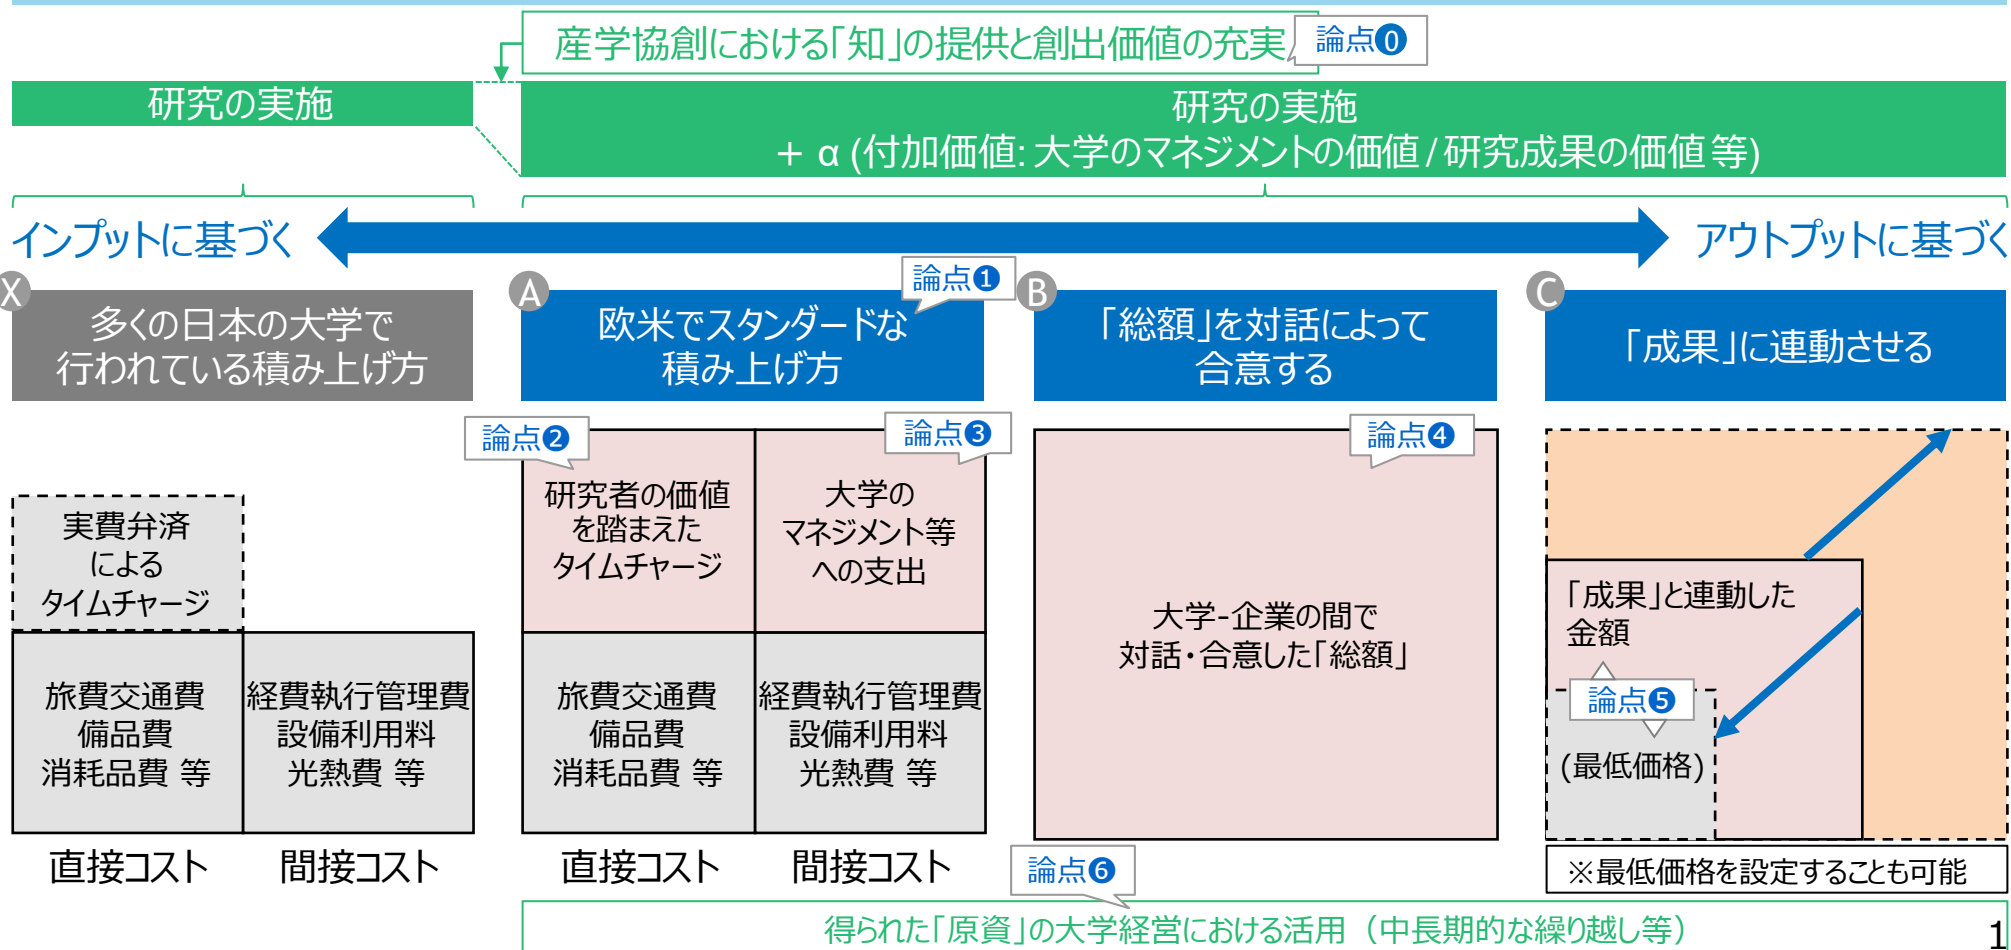 産学協創における「知」の提供と創出価値の充実
論点⓿
研究の実施
研究の実施
+ α (付加価値: 大学のマネジメントの価値 / 研究成果の価値 等)
インプットに基づく
アウトプットに基づく
X
多くの日本の大学で
行われている積み上げ方
A
論点❶
欧米でスタンダードな
積み上げ方
B
「総額」を対話によって
合意する
C
「成果」に連動させる
実費弁済
による
タイムチャージ
旅費交通費
備品費
消耗品費 等
経費執行管理費
設備利用料
光熱費 等
直接コスト
間接コスト
論点❷
論点❸
研究者の価値
を踏まえた
タイムチャージ
大学の
マネジメント等
への支出
旅費交通費
備品費
消耗品費 等
経費執行管理費
設備利用料
光熱費 等
直接コスト
間接コスト
論点❹
大学-企業の間で
対話・合意した「総額」
「成果」と連動した
金額
論点❺
(最低価格)
※最低価格を設定することも可能
論点❻
得られた「原資」の大学経営における活用（中長期的な繰り越し等）
1